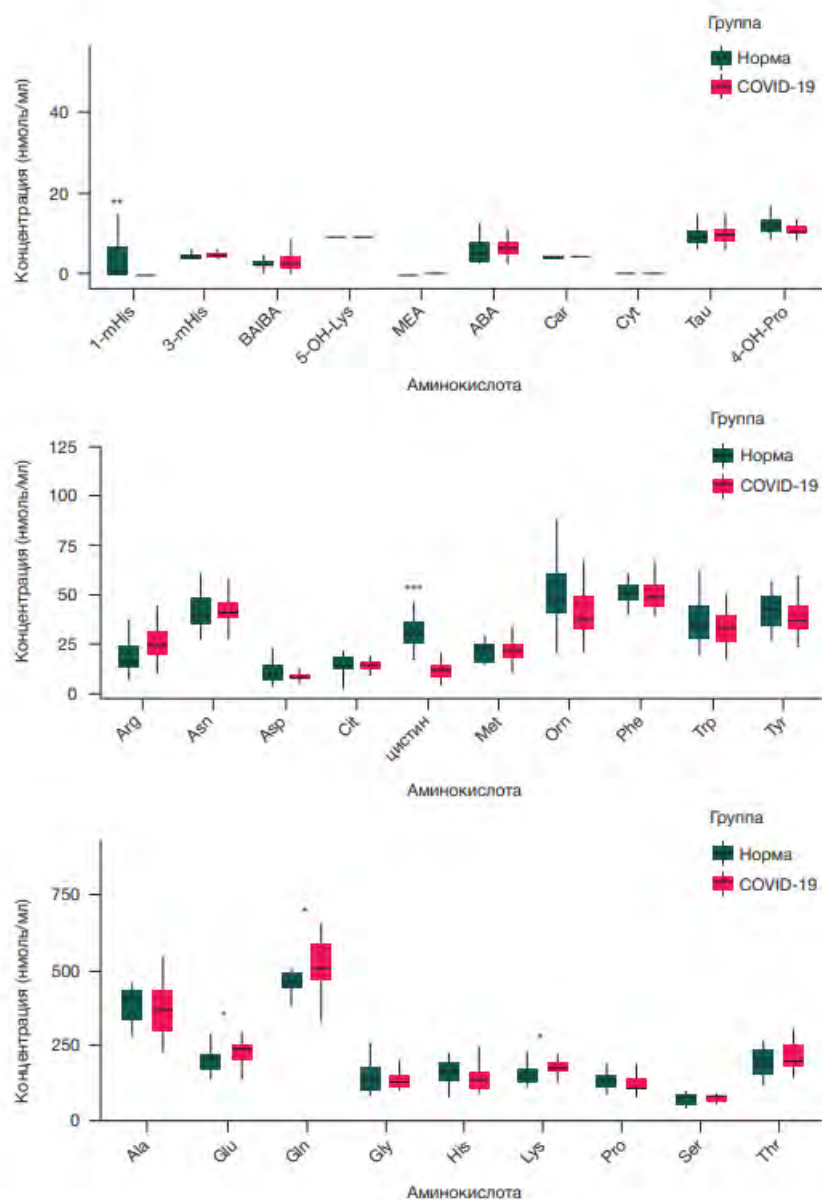 Группа
Норма
COVID-19
Концентрация (нмоль/мл)
40
20
0
**
1-mHis
3-mHis
BAIBA
5-OH-Lys
MEA
ABA
Car
Cyt
Tau
4-OH-Pro
Аминокислота
Группа
Норма
COVID-19
Концентрация (нмоль/мл)
125
100
75
50
25
0
***
Arg
Asn
Asp
Cit
цистин
Met
Orn
Phe
Trp
Tyr
Аминокислота
Группа
Норма
COVID-19
Концентрация (нмоль/мл)
750
500
250
0
*
*
*
Ala
Glu
Gln
Gly
His
Lys
Pro
Ser
Thr
Аминокислота